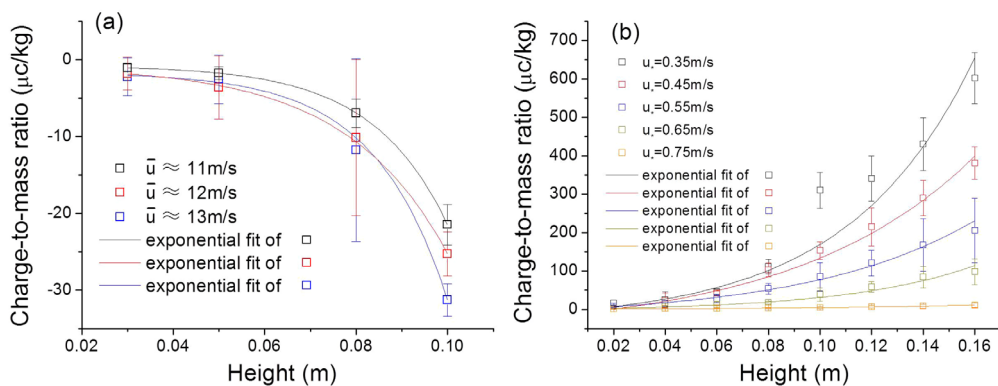 (a)
Charge-to-mass ratio (μc/kg)
0
-10
-20
-30
ū ≈ 11m/s
ū ≈ 12m/s
ū ≈ 13m/s
exponential fit of
exponential fit of
exponential fit of
0.02 0.04 0.06 0.08 0.10
Height (m)
(b)
Charge-to-mass ratio (μc/kg)
700
600
500
400
300
200
100
0
u*=0.35m/s
u*=0.45m/s
u*=0.55m/s
u*=0.65m/s
u*=0.75m/s
exponential fit of
exponential fit of
exponential fit of
exponential fit of
exponential fit of
0.02 0.04 0.06 0.08 0.10 0.12 0.14 0.16
Height (m)